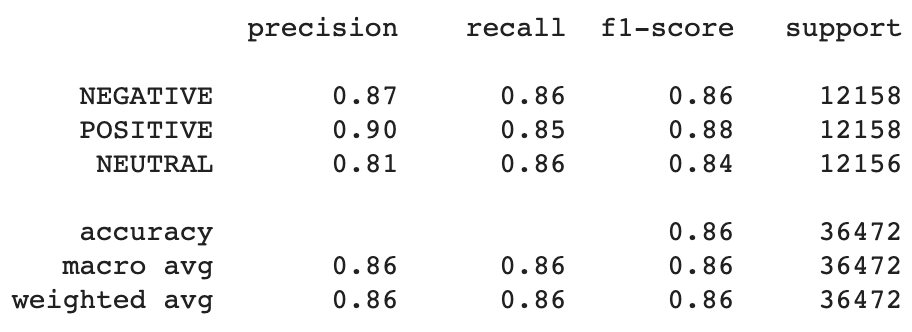 precision recall f1-score support
NEGATIVE 0.87 0.86 0.86 12158
POSITIVE 0.90 0.85 0.88 12158
NEUTRAL 0.81 0.86 0.84 12156
accuracy 0.86 36472
macro avg 0.86 0.86 0.86 36472
weighted avg 0.86 0.86 0.86 36472